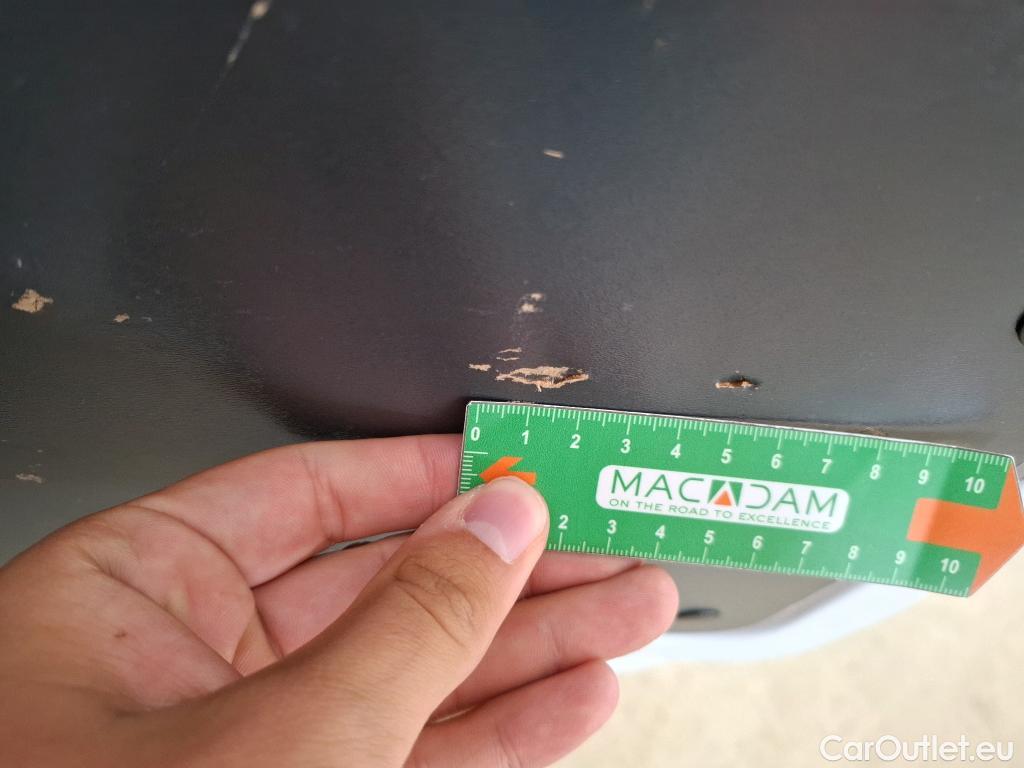 0 1 2 3 4 5 6 7 8 9 10
MACADAM
ON THE ROAD TO EXCELLENCE
2 3 4 5 6 7 8 9 10
CarOutlet.eu